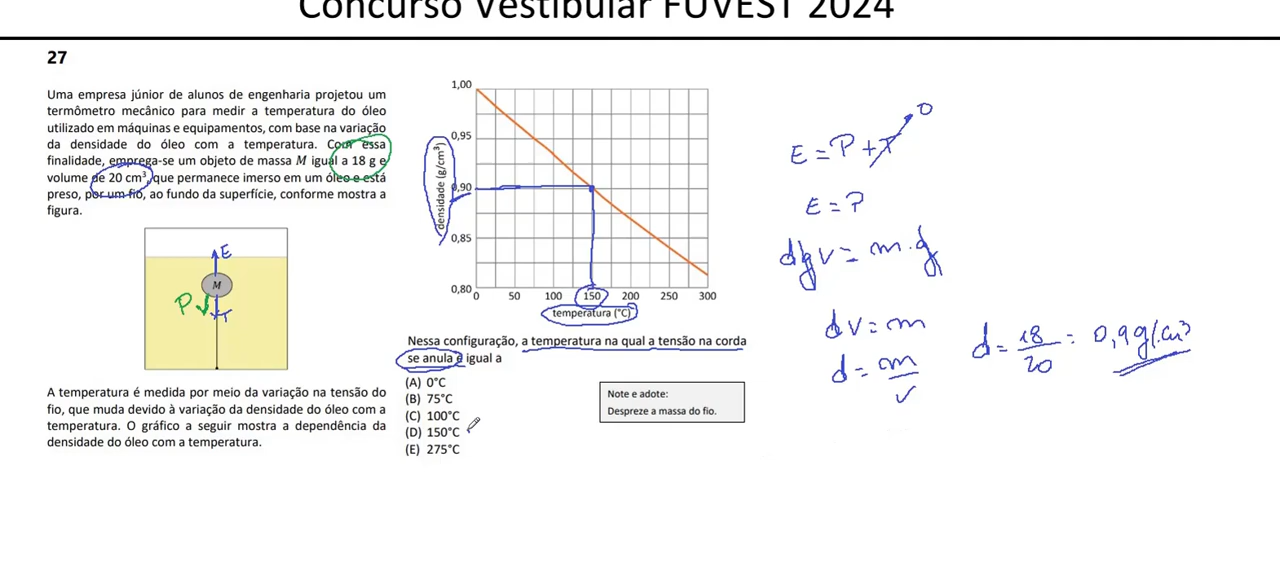 Concurso Vestibular FUVEST 2024
27
Uma empresa júnior de alunos de engenharia projetou um
termômetro mecânico para medir a temperatura do óleo
utilizado em máquinas e equipamentos, com base na variação
da densidade do óleo com a temperatura. Com essa
finalidade, emprega-se um objeto de massa M igual a 18 g e
volume de 20 cm³, que permanece imerso em um óleo e está
preso, por um fio, ao fundo da superfície, conforme mostra a
figura.
E
M
P
T
A temperatura é medida por meio da variação na tensão do
fio, que muda devido à variação da densidade do óleo com a
temperatura. O gráfico a seguir mostra a dependência da
densidade do óleo com a temperatura.
1,00
0,95
0,90
0,85
0,80
densidade (g/cm³)
0 50 100 150 200 250 300
temperatura (°C)
Nessa configuração, a temperatura na qual a tensão na corda
se anula é igual a
(A) 0°C
(B) 75°C
(C) 100°C
(D) 150°C
(E) 275°C
Note e adote:
Despreze a massa do fio.
E = P + T 0
E = P
dgv = m.g
dv = m
d = m/v
d = 18/20 = 0,9 g/cm³